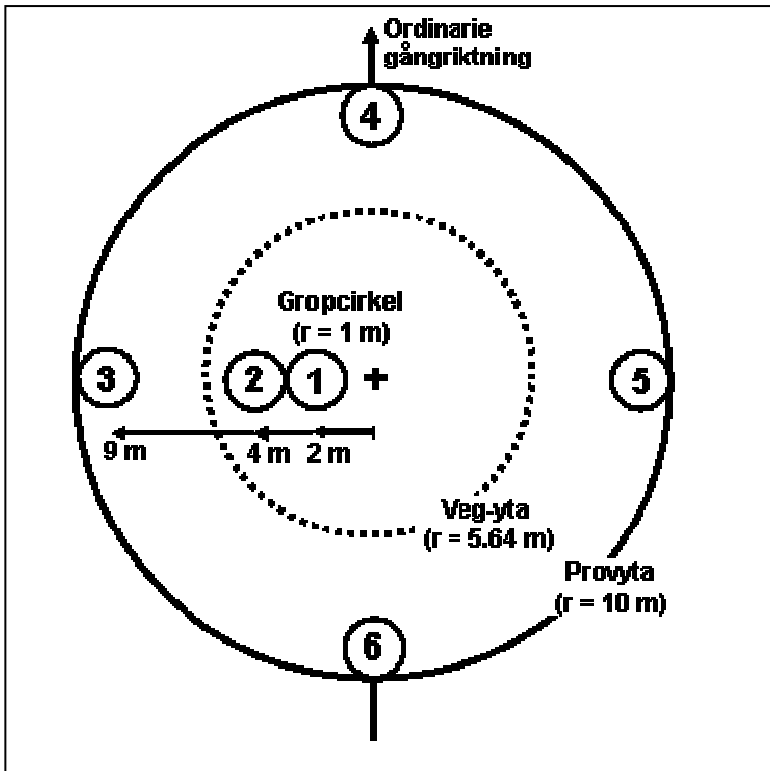 Ordinarie
gångriktning
4
Gropcirkel
(r = 1 m)
3
2
1
+
5
9 m
4 m
2 m
Veg-yta
(r = 5.64 m)
Provyta
(r = 10 m)
6